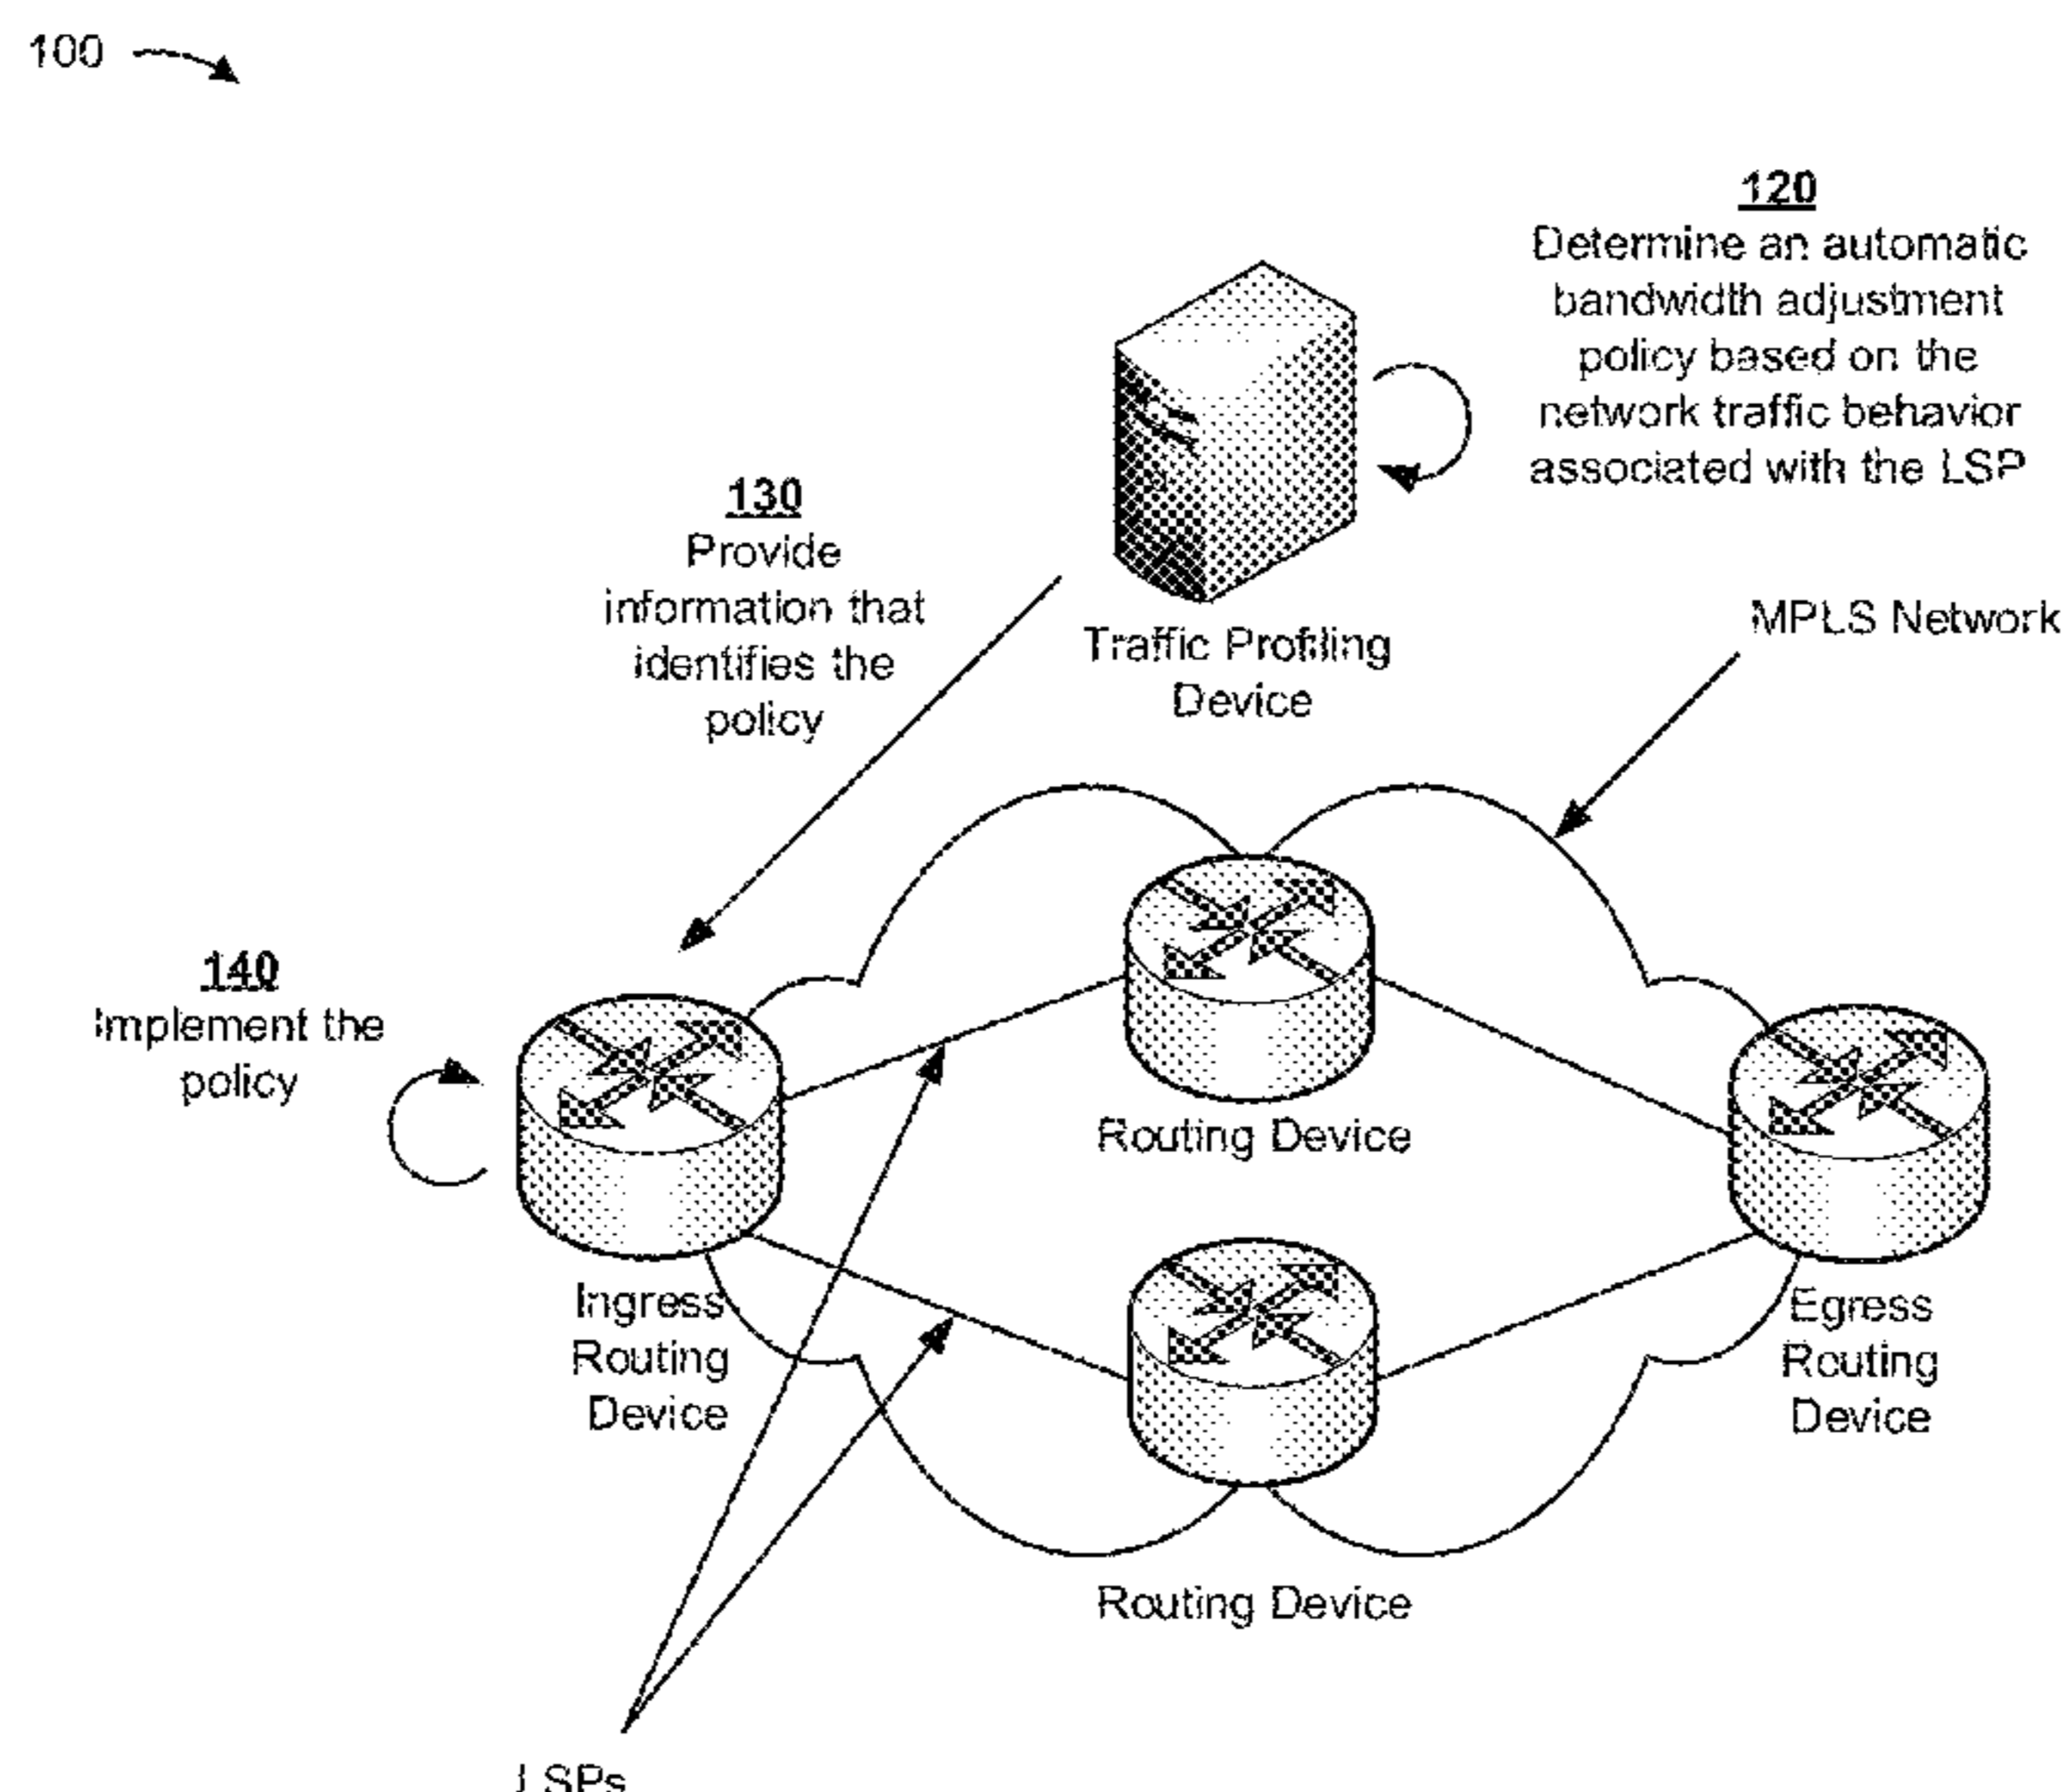 100
120
Determine an automatic
bandwidth adjustment
policy based on the
network traffic behavior
associated with the LSP
130
Provide
information that
identifies the
policy
Traffic Profiling
Device
MPLS Network
140
Implement the
policy
Routing Device
Ingress
Routing
Device
Egress
Routing
Device
Routing Device
LSPs